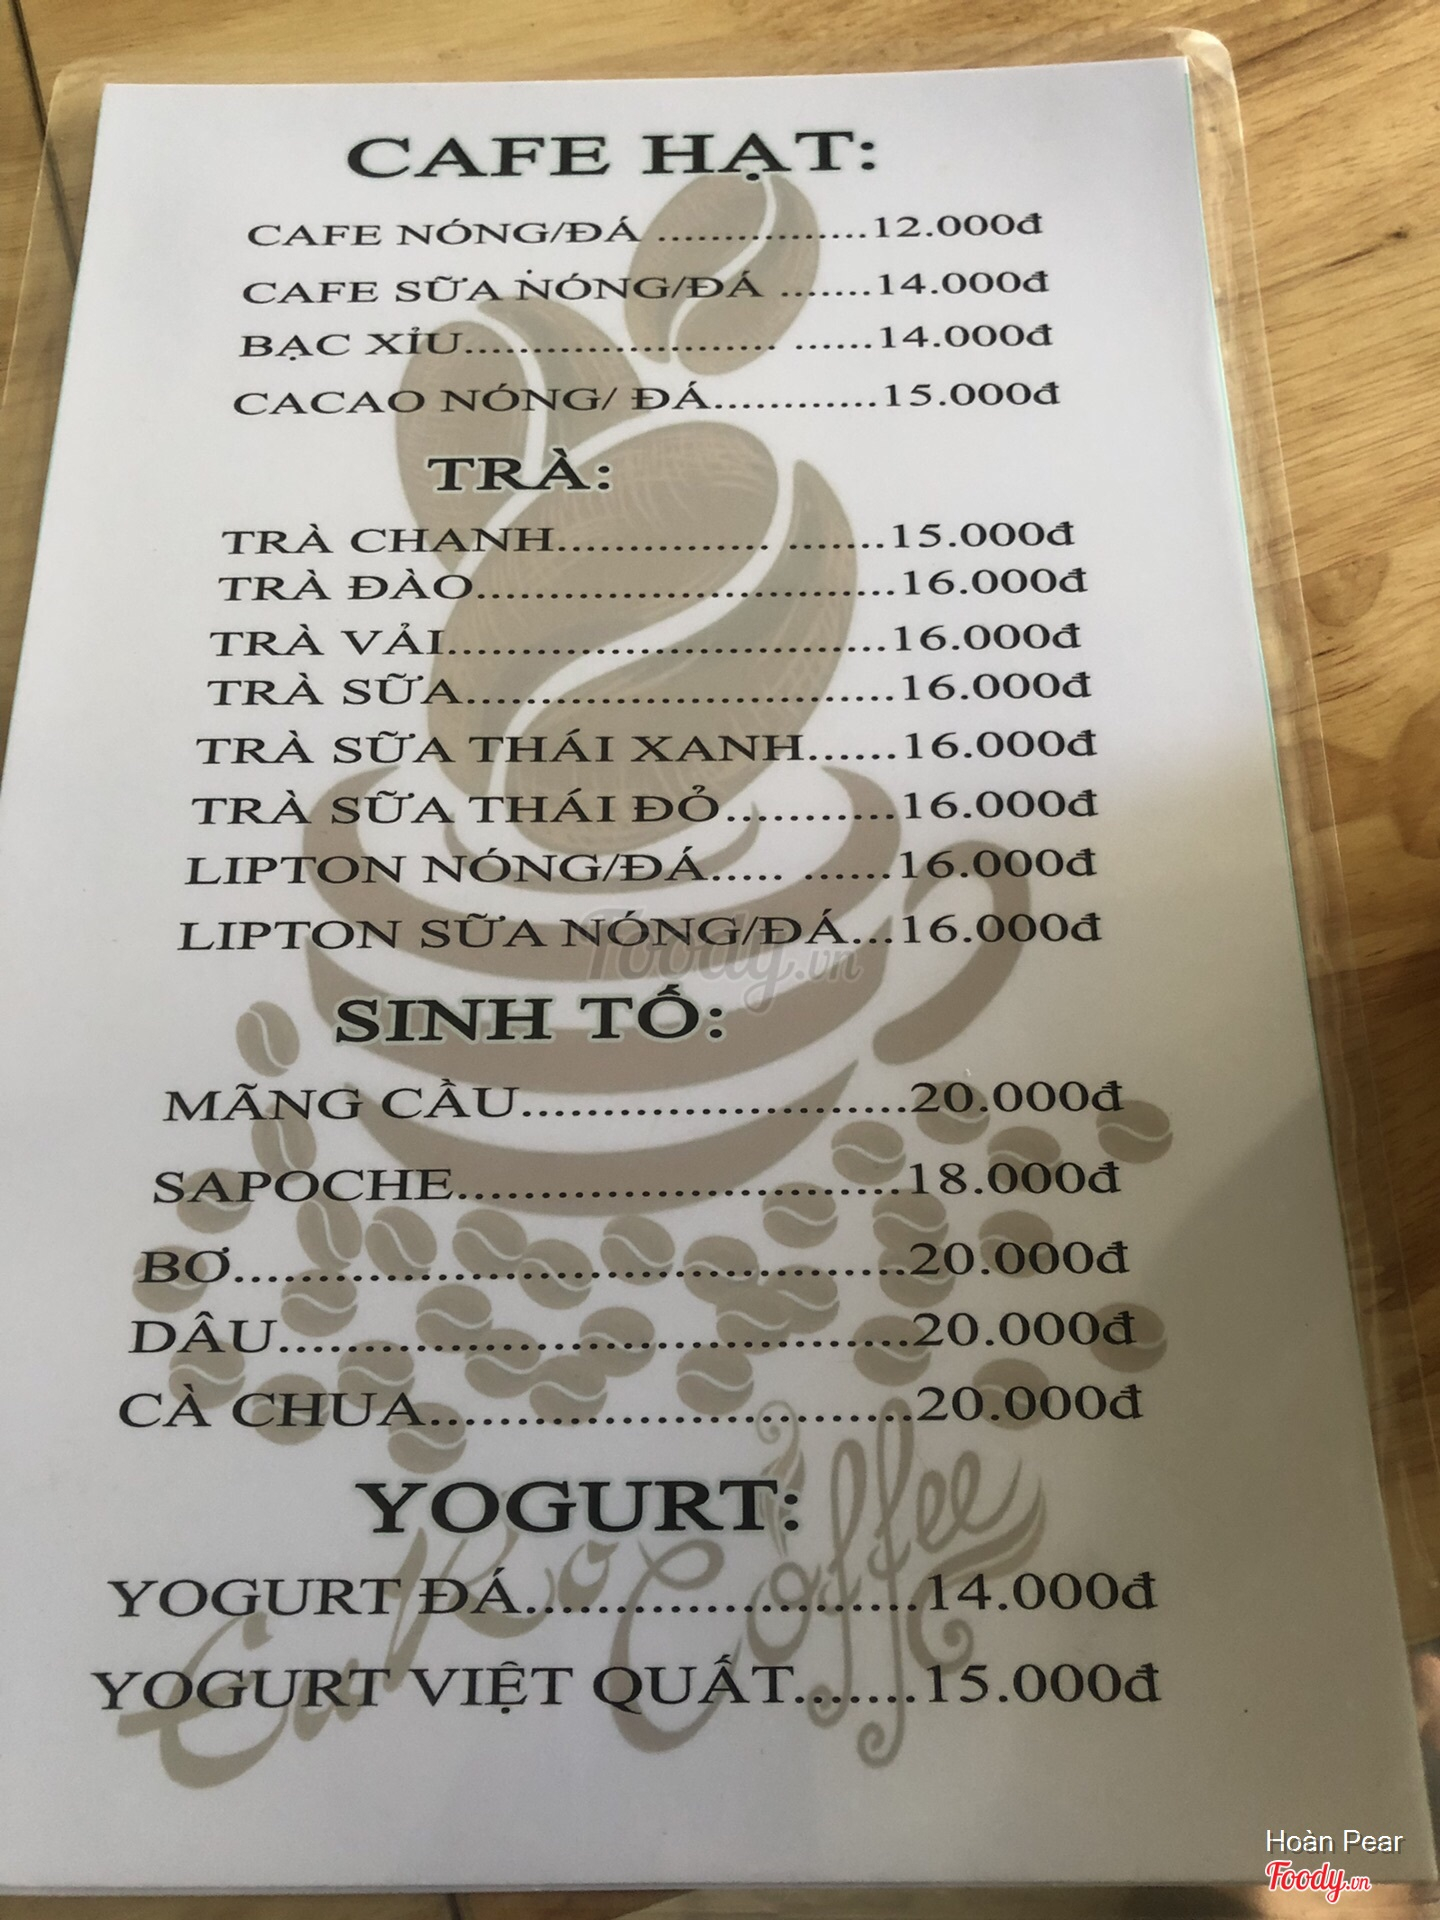 CAFE HẠT:
CAFE NÓNG/ĐÁ ................12.000đ
CAFE SỮA NÓNG/ĐÁ .......14.000đ
BẠC XỈU........................ ......14.000đ
CACAO NÓNG/ ĐÁ............15.000đ
TRÀ:
TRÀ CHANH................ .......15.000đ
TRÀ ĐÀO.............................16.000đ
TRÀ VẢI..............................16.000đ
TRÀ SỮA.............................16.000đ
TRÀ SỮA THÁI XANH......16.000đ
TRÀ SỮA THÁI ĐỎ...........16.000đ
LIPTON NÓNG/ĐÁ..... ......16.000đ
LIPTON SỮA NÓNG/ĐÁ...16.000đ
Foody.vn
SINH TỐ:
MÃNG CẦU........................20.000đ
SAPOCHE............................18.000đ
BƠ........................................20.000đ
DÂU.....................................20.000đ
CÀ CHUA............................20.000đ
YOGURT:
YOGURT ĐÁ.......................14.000đ
YOGURT VIỆT QUẤT.......15.000đ
Coffee
Hoàn Pear
Foody.vn